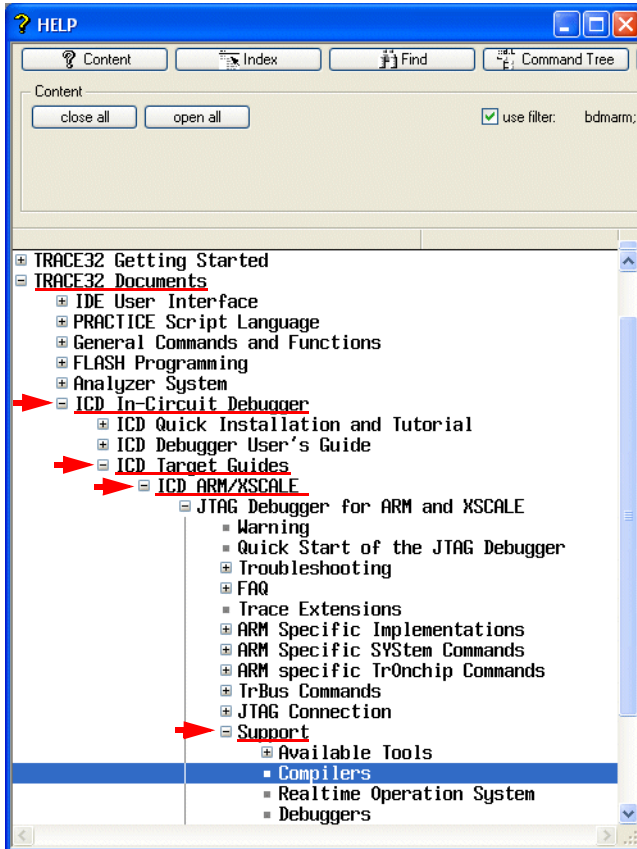 HELP
Content Index Find Command Tree
Content
close all open all use filter: bdmarm;
TRACE32 Getting Started
TRACE32 Documents
IDE User Interface
PRACTICE Script Language
General Commands and Functions
FLASH Programming
Analyzer System
ICD In-Circuit Debugger
ICD Quick Installation and Tutorial
ICD Debugger User's Guide
ICD Target Guides
ICD ARM/XSCALE
JTAG Debugger for ARM and XSCALE
Warning
Quick Start of the JTAG Debugger
Troubleshooting
FAQ
Trace Extensions
ARM Specific Implementations
ARM Specific SYStem Commands
ARM specific TrOnchip Commands
TrBus Commands
JTAG Connection
Support
Available Tools
Compilers
Realtime Operation System
Debuggers